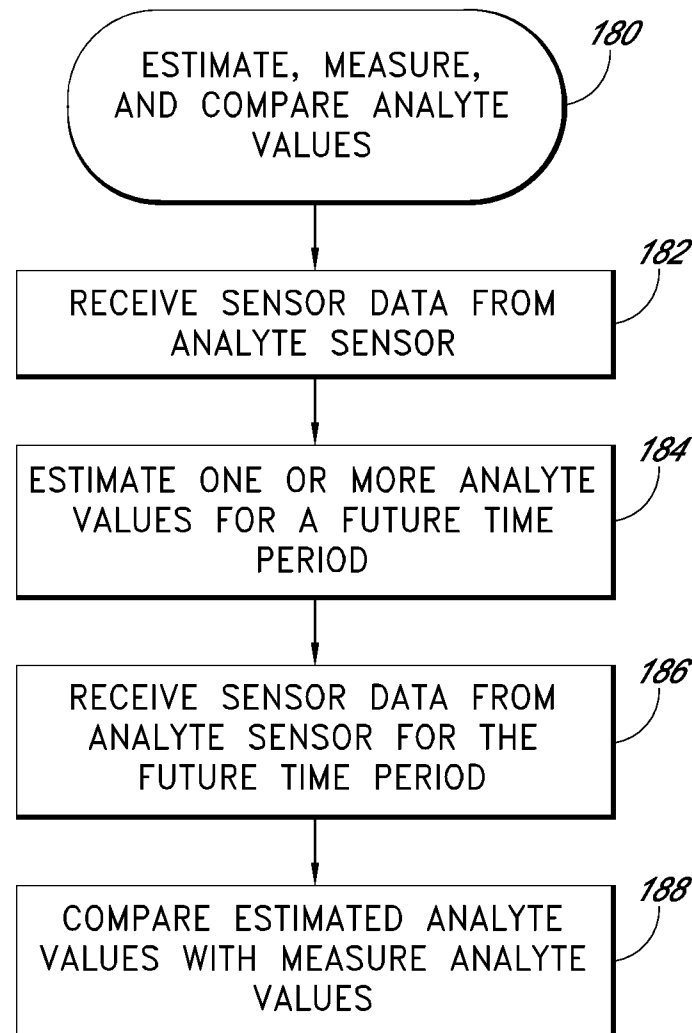 180
ESTIMATE, MEASURE,
AND COMPARE ANALYTE
VALUES
182
RECEIVE SENSOR DATA FROM
ANALYTE SENSOR
184
ESTIMATE ONE OR MORE ANALYTE
VALUES FOR A FUTURE TIME
PERIOD
186
RECEIVE SENSOR DATA FROM
ANALYTE SENSOR FOR THE
FUTURE TIME PERIOD
188
COMPARE ESTIMATED ANALYTE
VALUES WITH MEASURE ANALYTE
VALUES